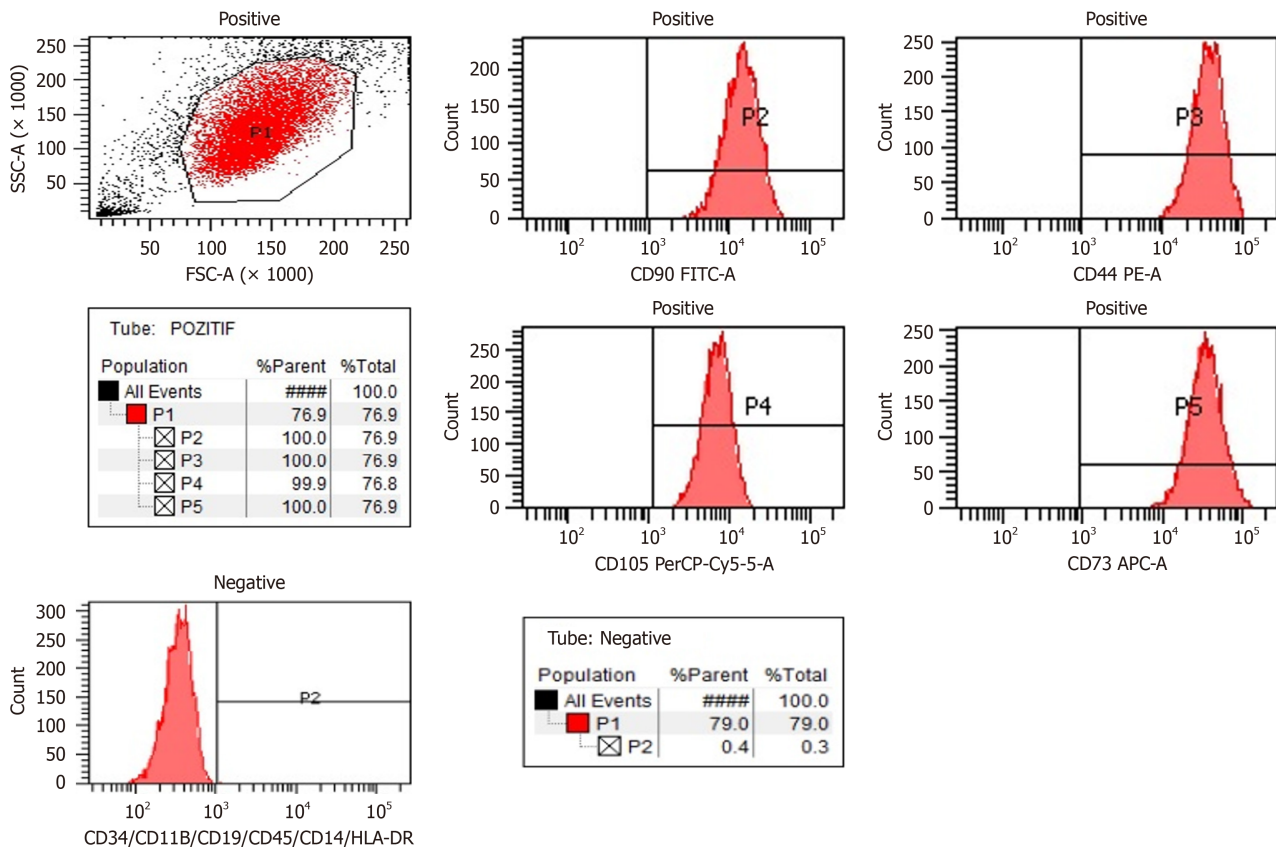 Positive
250
200
150
100
50
SSC-A (× 1000)
P1
50 100 150 200 250
FSC-A (× 1000)
Positive
200
150
100
50
0
Count
P2
10² 10³ 10⁴ 10⁵
CD90 FITC-A
Positive
250
200
150
100
50
0
Count
P3
10² 10³ 10⁴ 10⁵
CD44 PE-A
Tube: POZITIF
Population %Parent %Total
All Events #### 100.0
P1 76.9 76.9
P2 100.0 76.9
P3 100.0 76.9
P4 99.9 76.8
P5 100.0 76.9
Positive
250
200
150
100
50
0
Count
P4
10² 10³ 10⁴ 10⁵
CD105 PerCP-Cy5-5-A
Positive
250
200
150
100
50
0
Count
P5
10² 10³ 10⁴ 10⁵
CD73 APC-A
Negative
300
250
200
150
100
50
0
Count
P2
10² 10³ 10⁴ 10⁵
CD34/CD11B/CD19/CD45/CD14/HLA-DR
Tube: Negative
Population %Parent %Total
All Events #### 100.0
P1 79.0 79.0
P2 0.4 0.3